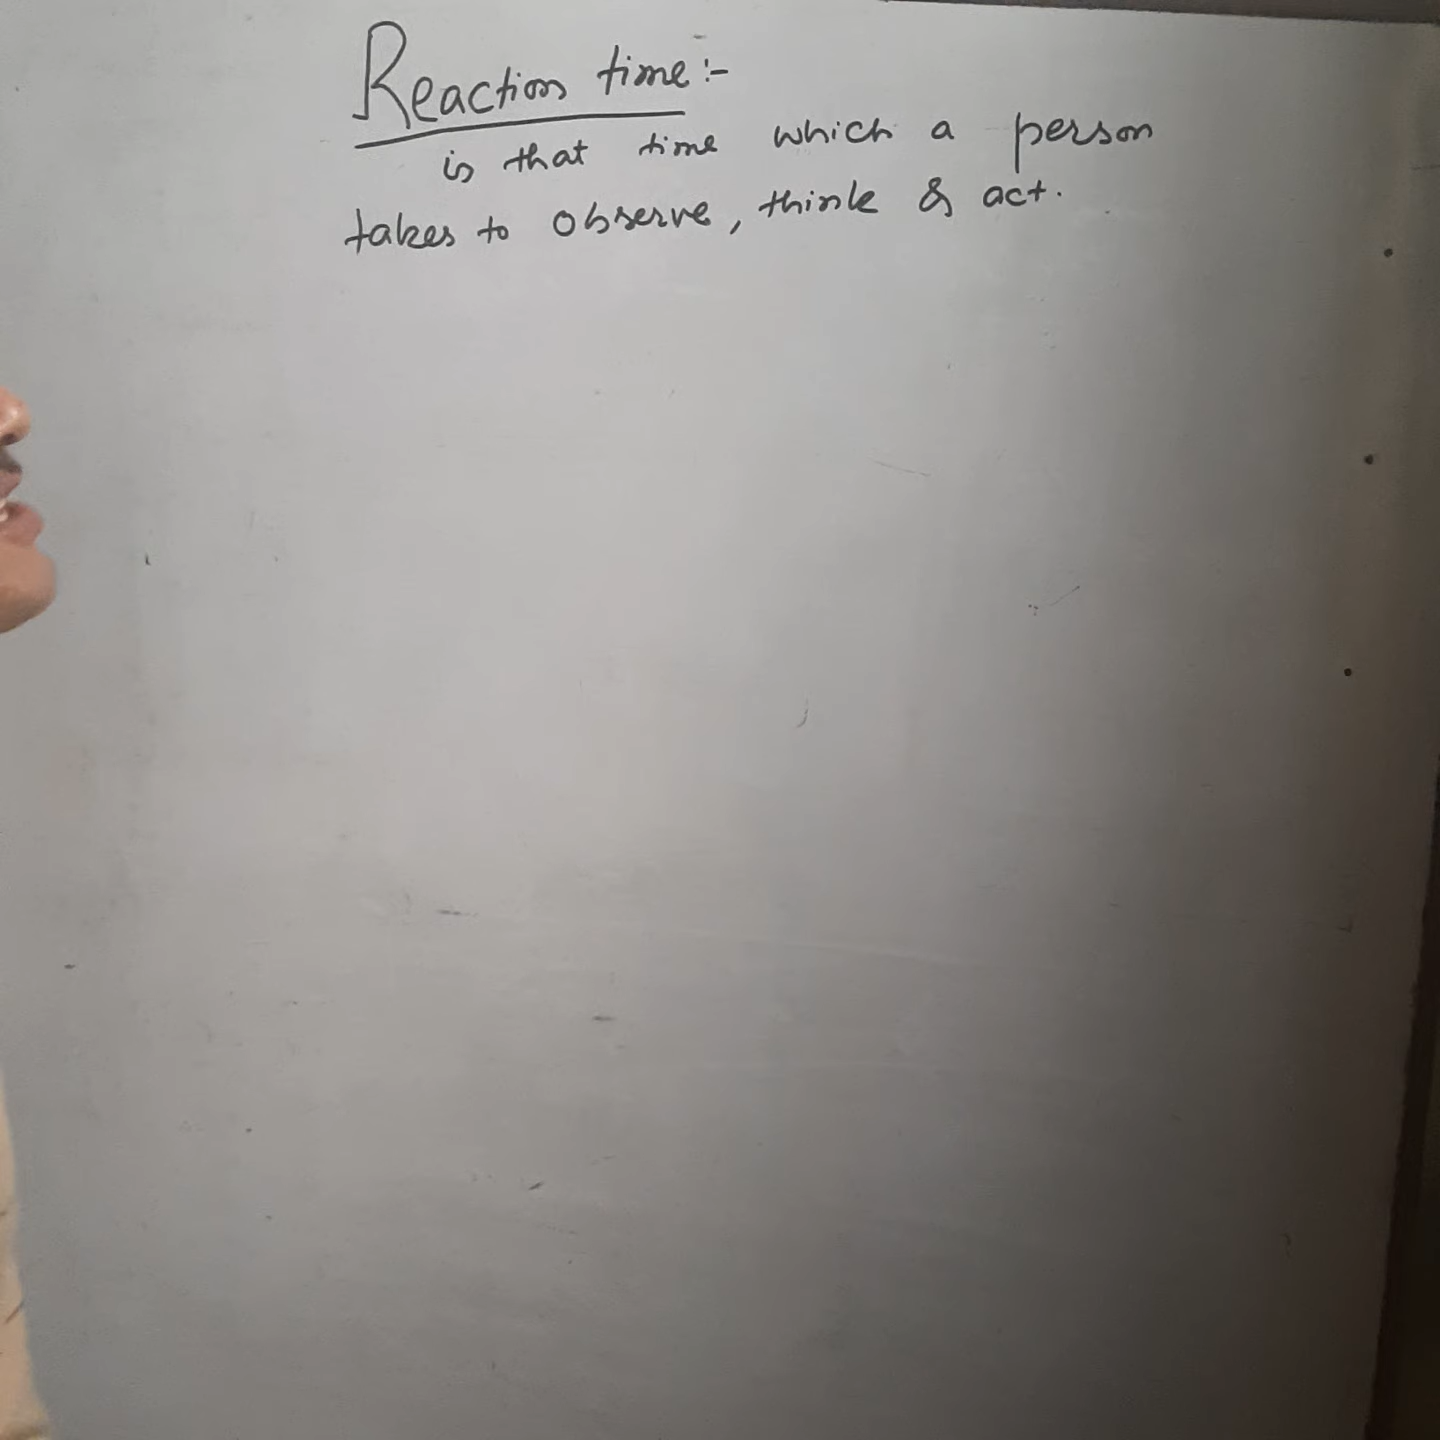 Reaction time:-
is that time which a person
takes to observe, think & act.